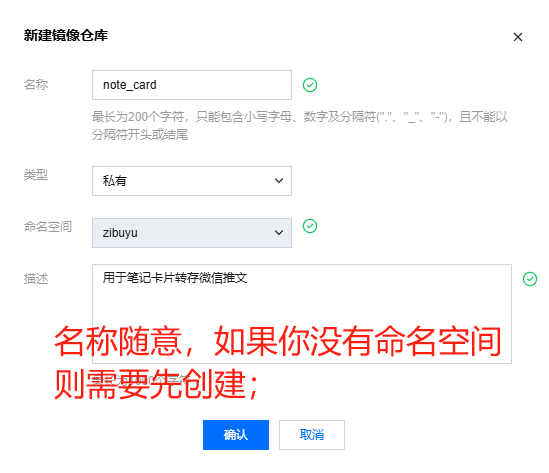 新建镜像仓库
名称
note_card
最长为200个字符，只能包含小写字母、数字及分隔符("."、"_"、"-")，且不能以
分隔符开头或结尾
类型
私有
命名空间
zibuyu
描述
用于笔记卡片转存微信推文
名称随意，如果你没有命名空间
则需要先创建；
确认
取消